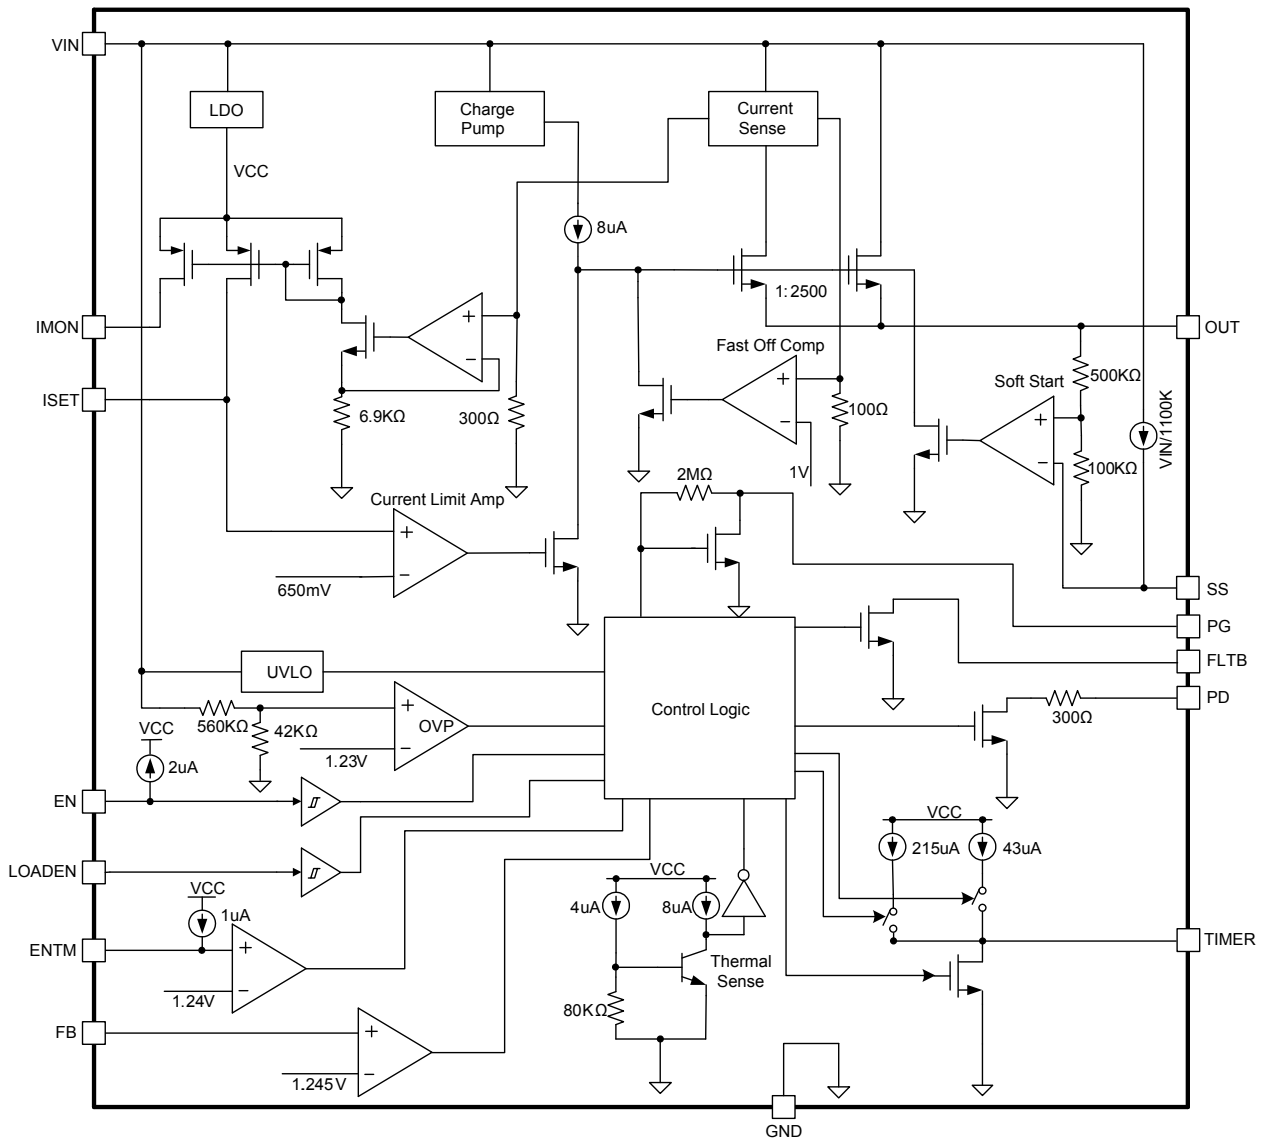 VIN
LDO
Charge
Pump
Current
Sense
VCC
8uA
1:2500
IMON
OUT
Fast Off Comp
+
−
Soft Start
500KΩ
ISET
6.9KΩ
300Ω
+
−
100Ω
+
−
VIN/1100K
1V
100KΩ
2MΩ
Current Limit Amp
+
−
650mV
SS
PG
FLTB
UVLO
PD
Control Logic
+
−
OVP
300Ω
560KΩ
42KΩ
VCC
1.23V
2uA
EN
VCC
215uA
43uA
LOADEN
VCC
VCC
1uA
4uA
8uA
ENTM
+
−
TIMER
Thermal
Sense
1.24V
80KΩ
FB
+
−
1.245V
GND